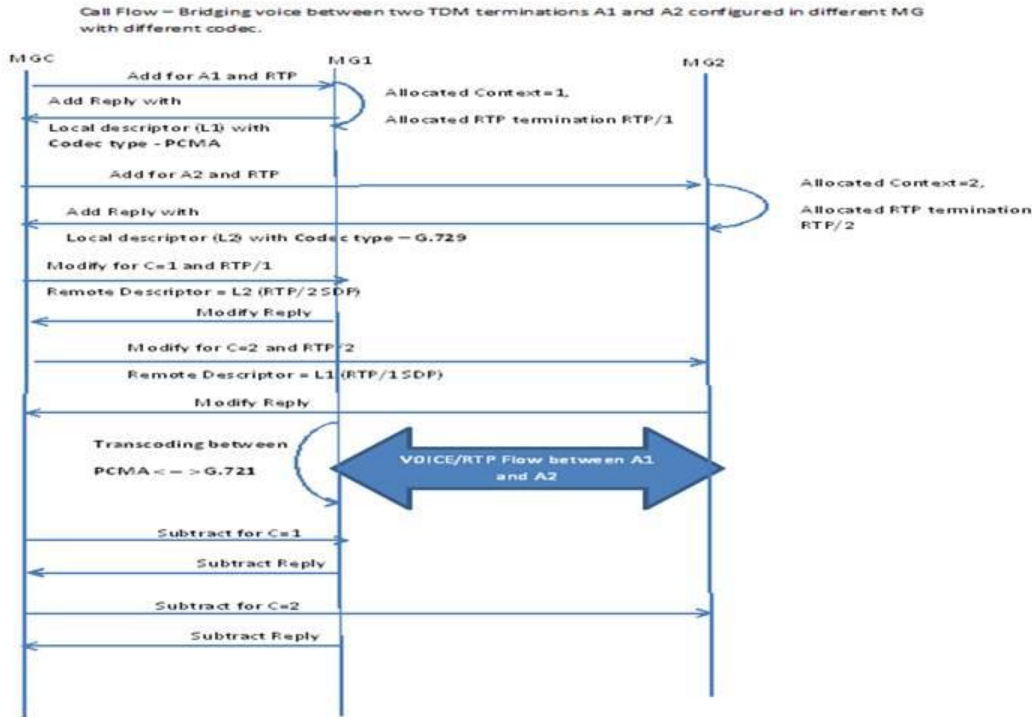 Call Flow – Bridging voice between two TDM terminations A1 and A2 configured in different MG
with different codec.
MGC
MG1
MG2
Add for A1 and RTP
Add Reply with
Allocated Context=1,
Allocated RTP termination RTP/1
Local descriptor (L1) with
Codec type - PCMA
Add for A2 and RTP
Allocated Context=2,
Add Reply with
Allocated RTP termination
RTP/2
Local descriptor (L2) with Codec type – G.729
Modify for C=1 and RTP/1
Remote Descriptor = L2 (RTP/2 SDP)
Modify Reply
Modify for C=2 and RTP/2
Remote Descriptor = L1 (RTP/1 SDP)
Modify Reply
Transcoding between
PCMA < – > G.721
VOICE/RTP Flow between A1
and A2
Subtract for C=1
Subtract Reply
Subtract for C=2
Subtract Reply